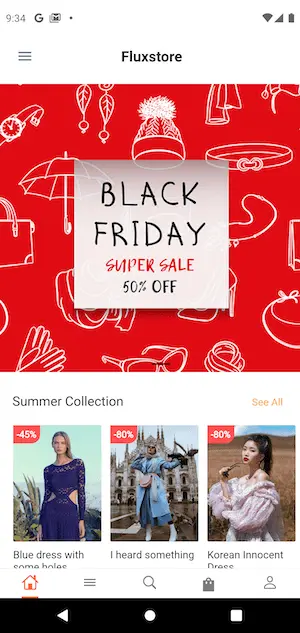 9:34
Fluxstore
BLACK
FRIDAY
SUPER SALE
50% OFF
Summer Collection
See All
-45%
-80%
-80%
Blue dress with
some holes
I heard something
Korean Innocent
Dress